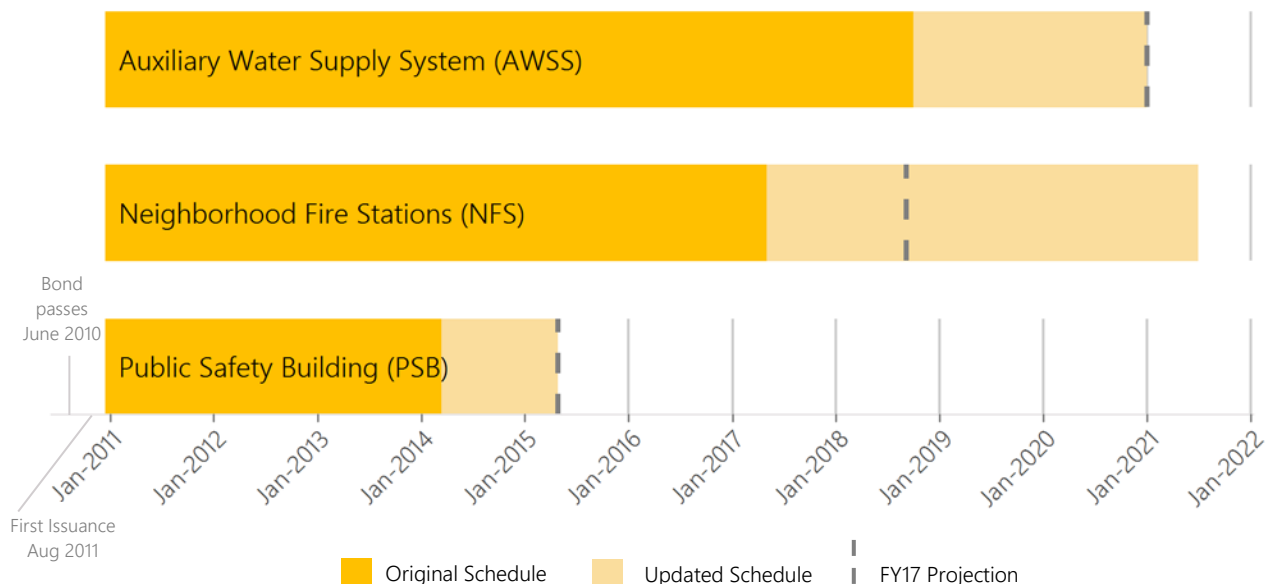 Auxiliary Water Supply System (AWSS)
Neighborhood Fire Stations (NFS)
Bond
passes
June 2010
Public Safety Building (PSB)
Jan-2011
Jan-2012
Jan-2013
Jan-2014
Jan-2015
Jan-2016
Jan-2017
Jan-2018
Jan-2019
Jan-2020
Jan-2021
Jan-2022
First Issuance
Aug 2011
Original Schedule
Updated Schedule
FY17 Projection